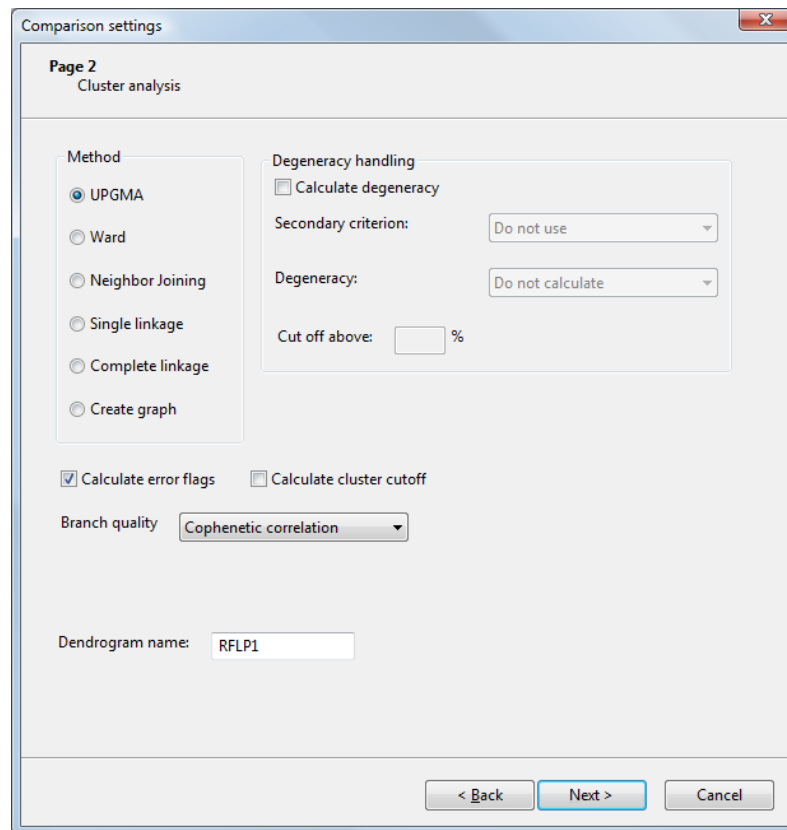 Comparison settings
Page 2
Cluster analysis
Method
UPGMA
Ward
Neighbor Joining
Single linkage
Complete linkage
Create graph
Degeneracy handling
Calculate degeneracy
Secondary criterion: Do not use
Degeneracy: Do not calculate
Cut off above: %
Calculate error flags Calculate cluster cutoff
Branch quality Cophenetic correlation
Dendrogram name: RFLP1
< Back Next > Cancel